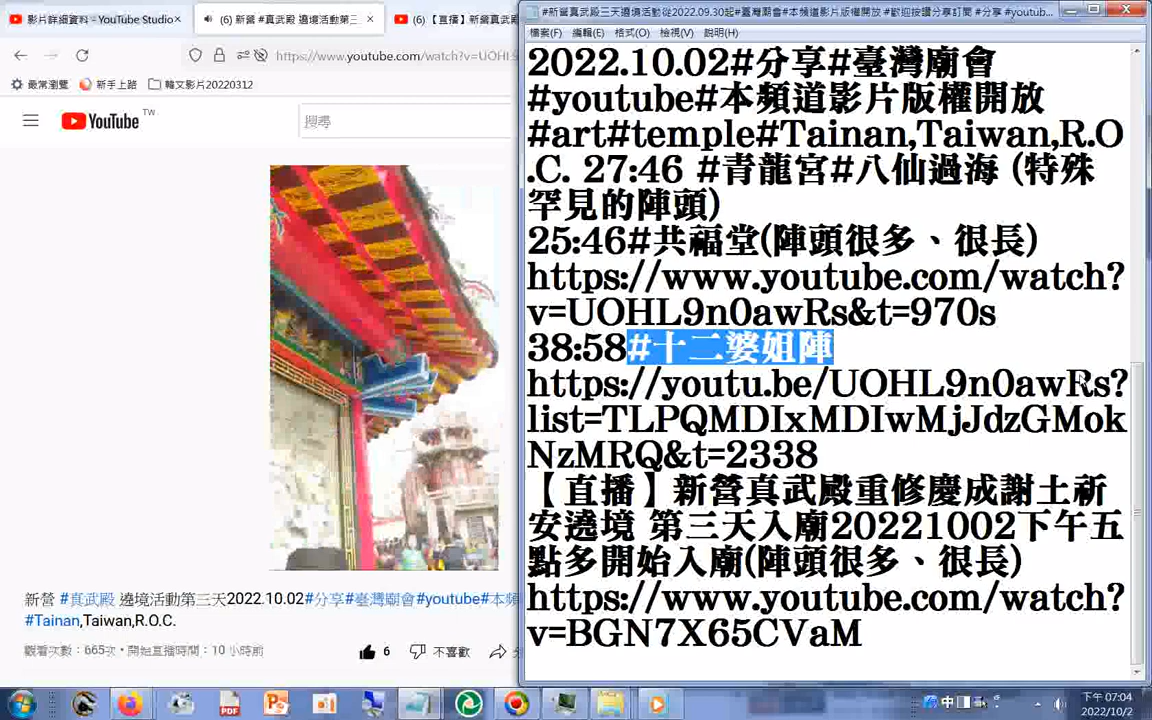 影片詳細資料 - YouTube Studio
(6) 新營 #真武殿 遶境活動第三
(6)【直播】新營真武殿
https://www.youtube.com/watch?v=UOHL9
最常瀏覽
新手上路
韓文影片20220312
YouTube TW
搜尋
新營 #真武殿 遶境活動第三天2022.10.02#分享#臺灣廟會#youtube#本頻
#Tainan,Taiwan,R.O.C.
觀看次數：665次 • 開始直播時間：10 小時前
6
不喜歡
#新營真武殿三天遶境活動從2022.09.30起#臺灣廟會#本頻道影片版權開放 #歡迎按讚分享訂閱 #分享 #youtub...
檔案(F) 編輯(E) 格式(O) 檢視(V) 說明(H)
2022.10.02#分享#臺灣廟會
#youtube#本頻道影片版權開放
#art#temple#Tainan,Taiwan,R.O
.C. 27:46 #青龍宮#八仙過海 (特殊
罕見的陣頭)
25:46#共福堂(陣頭很多、很長)
https://www.youtube.com/watch?
v=UOHL9n0awRs&t=970s
38:58#十二婆姐陣
https://youtu.be/UOHL9n0awRs?
list=TLPQMDIxMDIwMjJdzGMok
NzMRQ&t=2338
【直播】新營真武殿重修慶成謝土祈
安遶境 第三天入廟20221002下午五
點多開始入廟(陣頭很多、很長)
https://www.youtube.com/watch?
v=BGN7X65CVaM
中
下午 07:04
2022/10/2